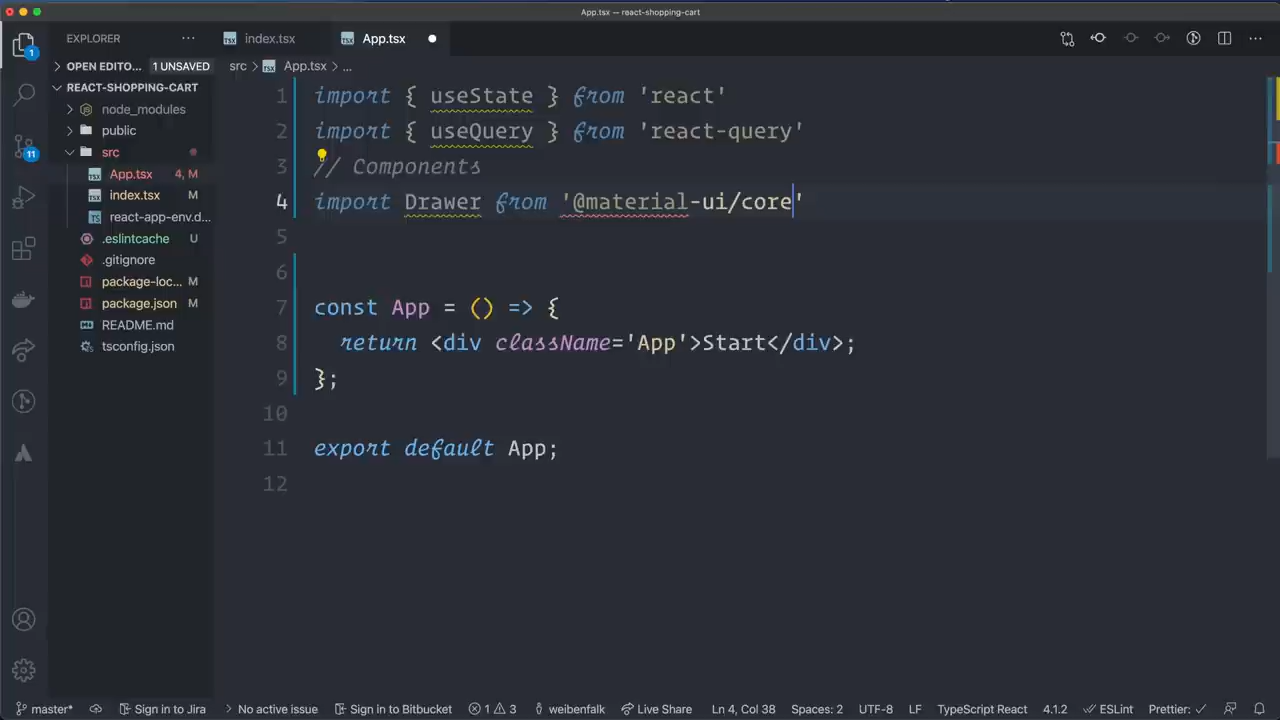 App.tsx — react-shopping-cart
EXPLORER
index.tsx
App.tsx
OPEN EDITO...
1 UNSAVED
src > App.tsx > ...
REACT-SHOPPING-CART
node_modules
public
src
App.tsx 4, M
index.tsx M
react-app-env.d...
.eslintcache U
.gitignore
package-loc... M
package.json M
README.md
tsconfig.json
1
11
1 import { useState } from 'react'
2 import { useQuery } from 'react-query'
3 // Components
4 import Drawer from '@material-ui/core'
5
6
7 const App = () => {
8 return <div className='App'>Start</div>;
9 };
10
11 export default App;
12
master* Sign in to Jira No active issue Sign in to Bitbucket 1 3 weibenfalk Live Share Ln 4, Col 38 Spaces: 2 UTF-8 LF TypeScript React 4.1.2 ESLint Prettier: ✓